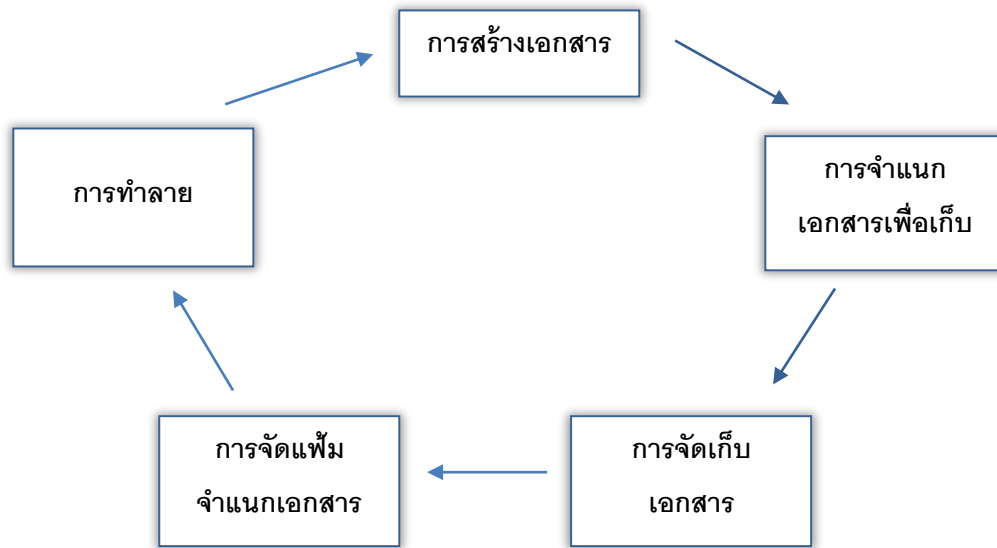 การสร้างเอกสาร
การจำแนก
เอกสารเพื่อเก็บ
การจัดเก็บ
เอกสาร
การจัดแฟ้ม
จำแนกเอกสาร
การทำลาย